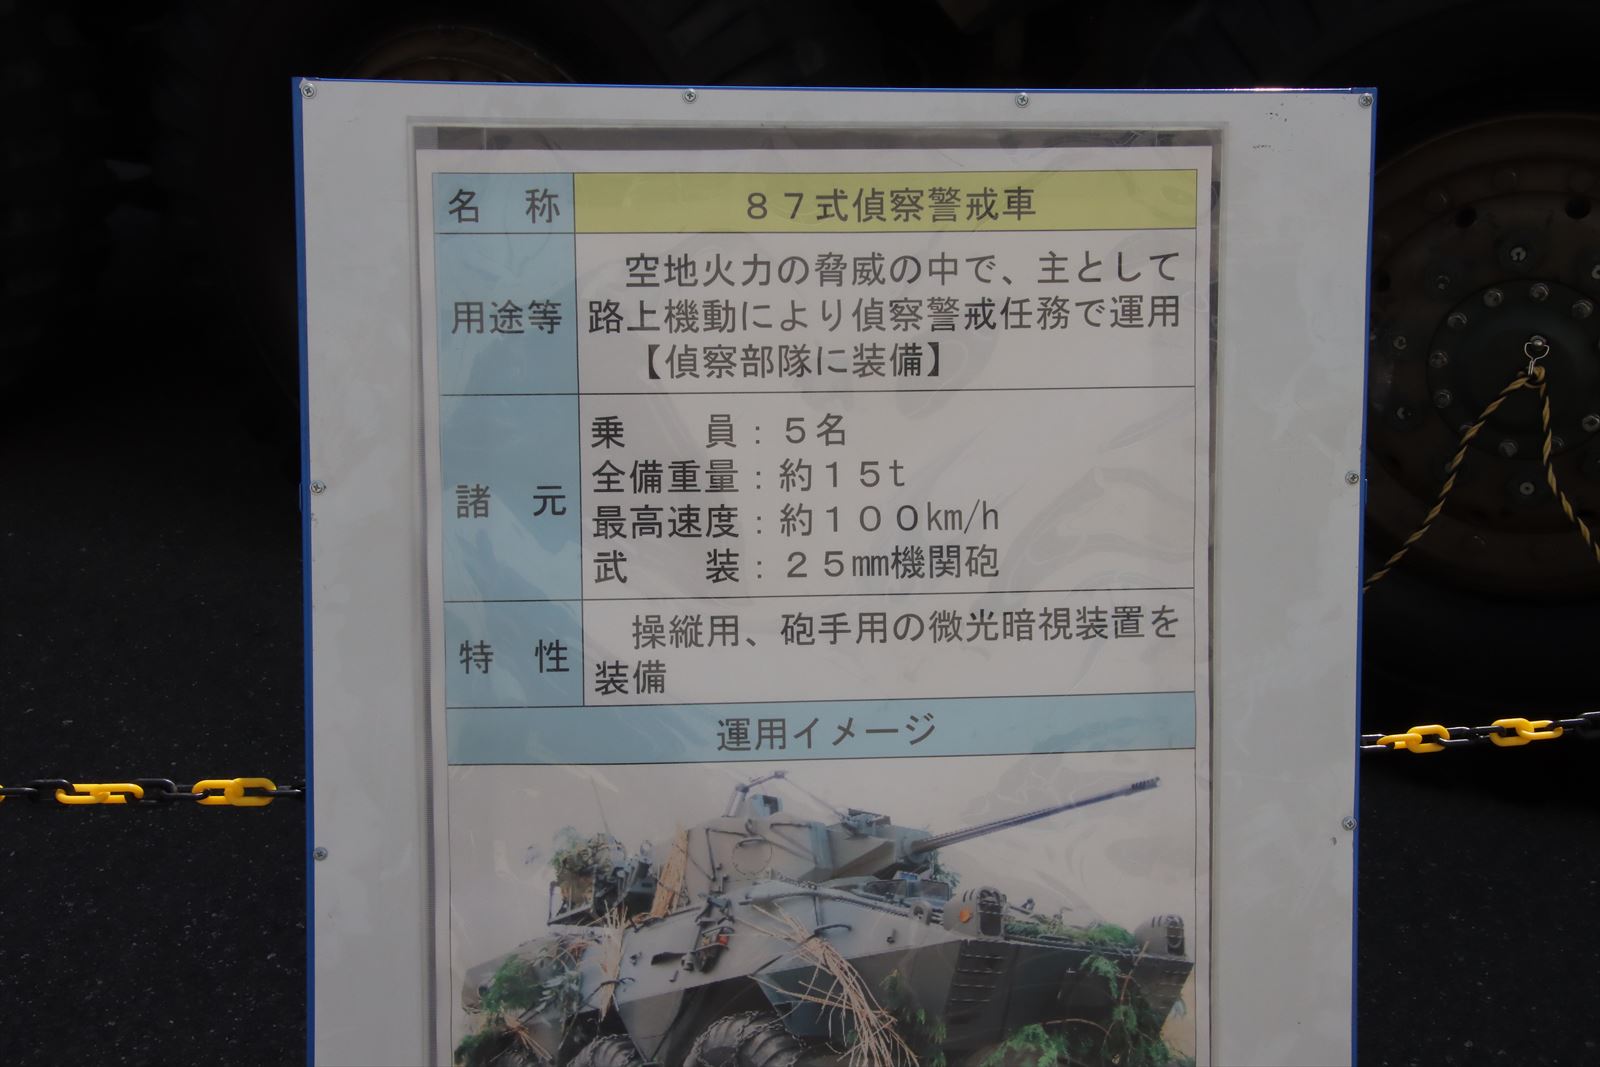 名　称　８７式偵察警戒車
用途等　空地火力の脅威の中で、主として
路上機動により偵察警戒任務で運用
【偵察部隊に装備】
諸　元
乗　　員：５名
全備重量：約１５ｔ
最高速度：約１００㎞/h
武　　装：２５㎜機関砲
特　性　操縦用、砲手用の微光暗視装置を
装備
運用イメージ